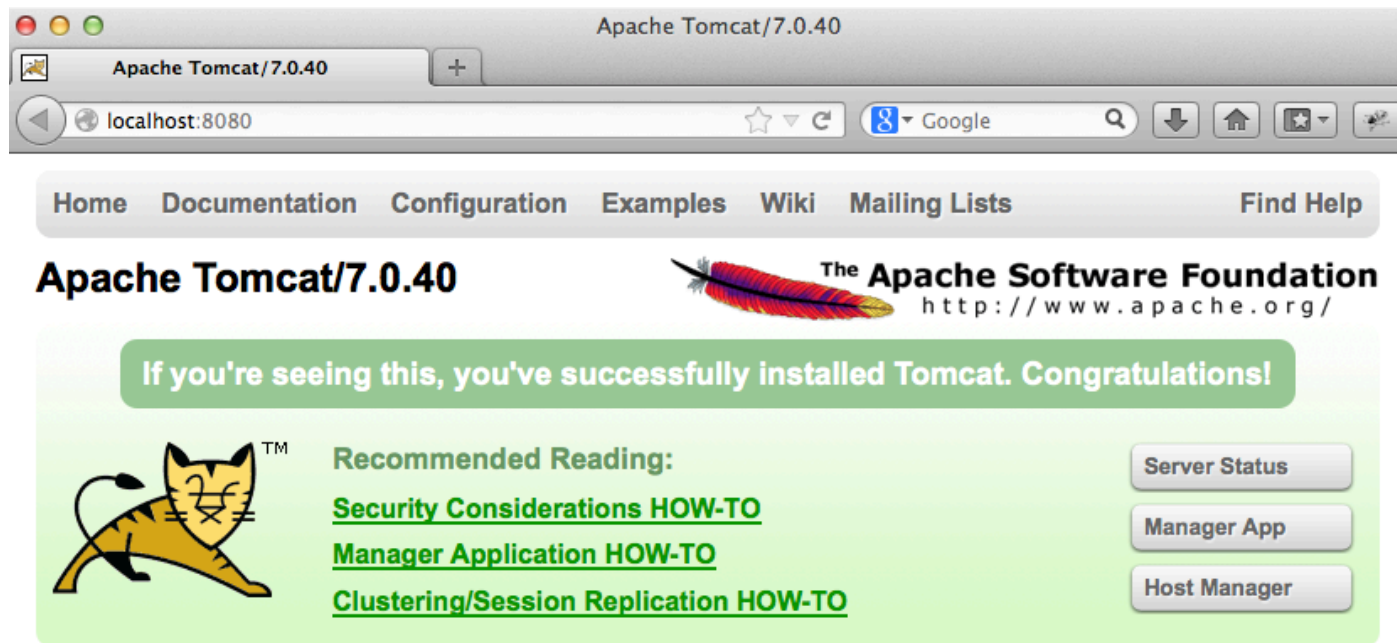 Apache Tomcat/7.0.40
Apache Tomcat/7.0.40
localhost:8080
Google
Home Documentation Configuration Examples Wiki Mailing Lists Find Help
Apache Tomcat/7.0.40
The Apache Software Foundation
http://www.apache.org/
If you're seeing this, you've successfully installed Tomcat. Congratulations!
TM
Recommended Reading:
Security Considerations HOW-TO
Manager Application HOW-TO
Clustering/Session Replication HOW-TO
Server Status
Manager App
Host Manager